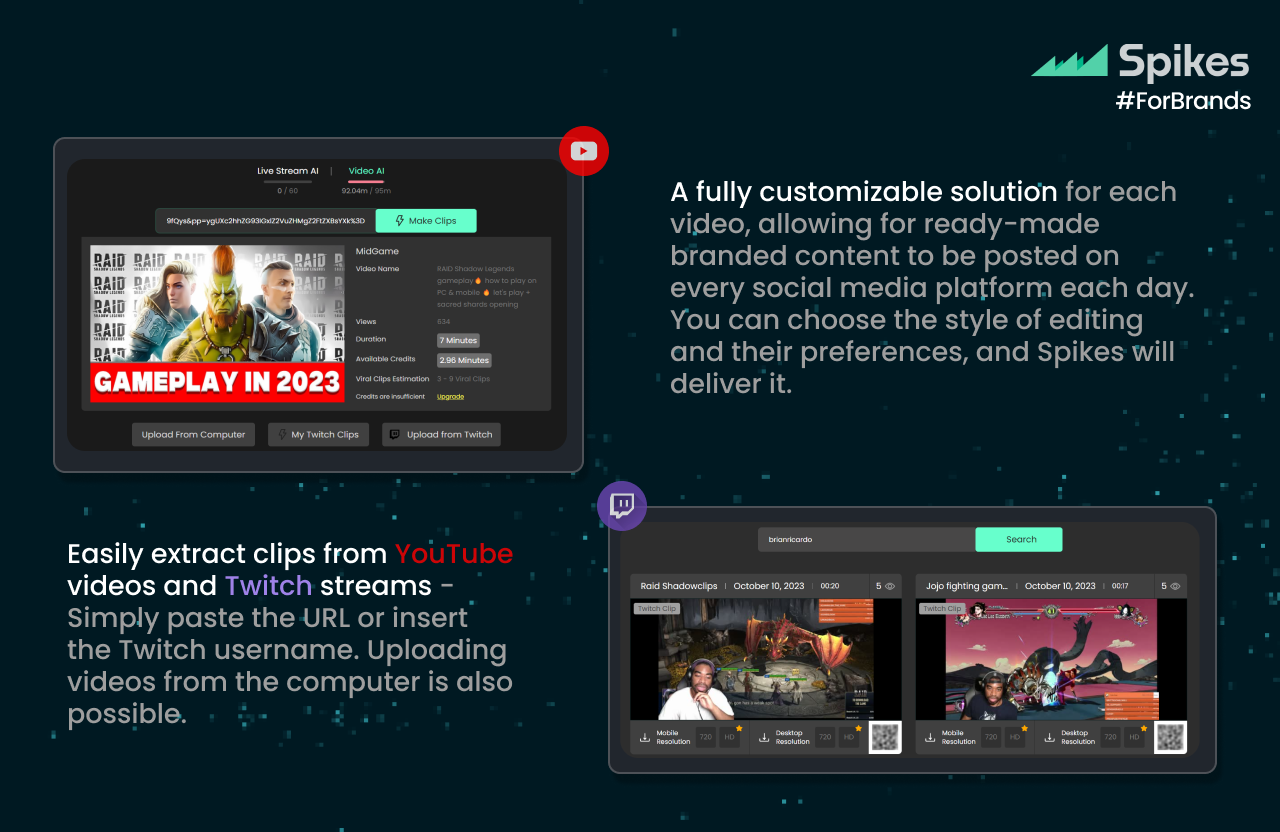 Spikes
#ForBrands
Live Stream AI | Video AI
0 / 60 92.04m / 95m
Make Clips
MidGame
Video Name
RAID Shadow Legends
gameplay🔥 how to play on
PC & mobile 🔥 let's play +
sacred shards opening
Views 634
Duration 7 Minutes
Available Credits 2.96 Minutes
Viral Clips Estimation 3 - 9 Viral Clips
Credits are insufficient Upgrade
RAID
SHADOW LEGENDS
GAMEPLAY IN 2023
Upload From Computer My Twitch Clips Upload from Twitch
A fully customizable solution for each
video, allowing for ready-made
branded content to be posted on
every social media platform each day.
You can choose the style of editing
and their preferences, and Spikes will
deliver it.
Easily extract clips from YouTube
videos and Twitch streams -
Simply paste the URL or insert
the Twitch username. Uploading
videos from the computer is also
possible.
brianricardo Search
Raid Shadowclips | October 10, 2023 | 00:20 5
Twitch Clip
Mobile
Resolution 720 HD
Desktop
Resolution 720 HD
Jojo fighting gam... | October 10, 2023 | 00:17 5
Twitch Clip
41
Mobile
Resolution 720 HD
Desktop
Resolution 720 HD